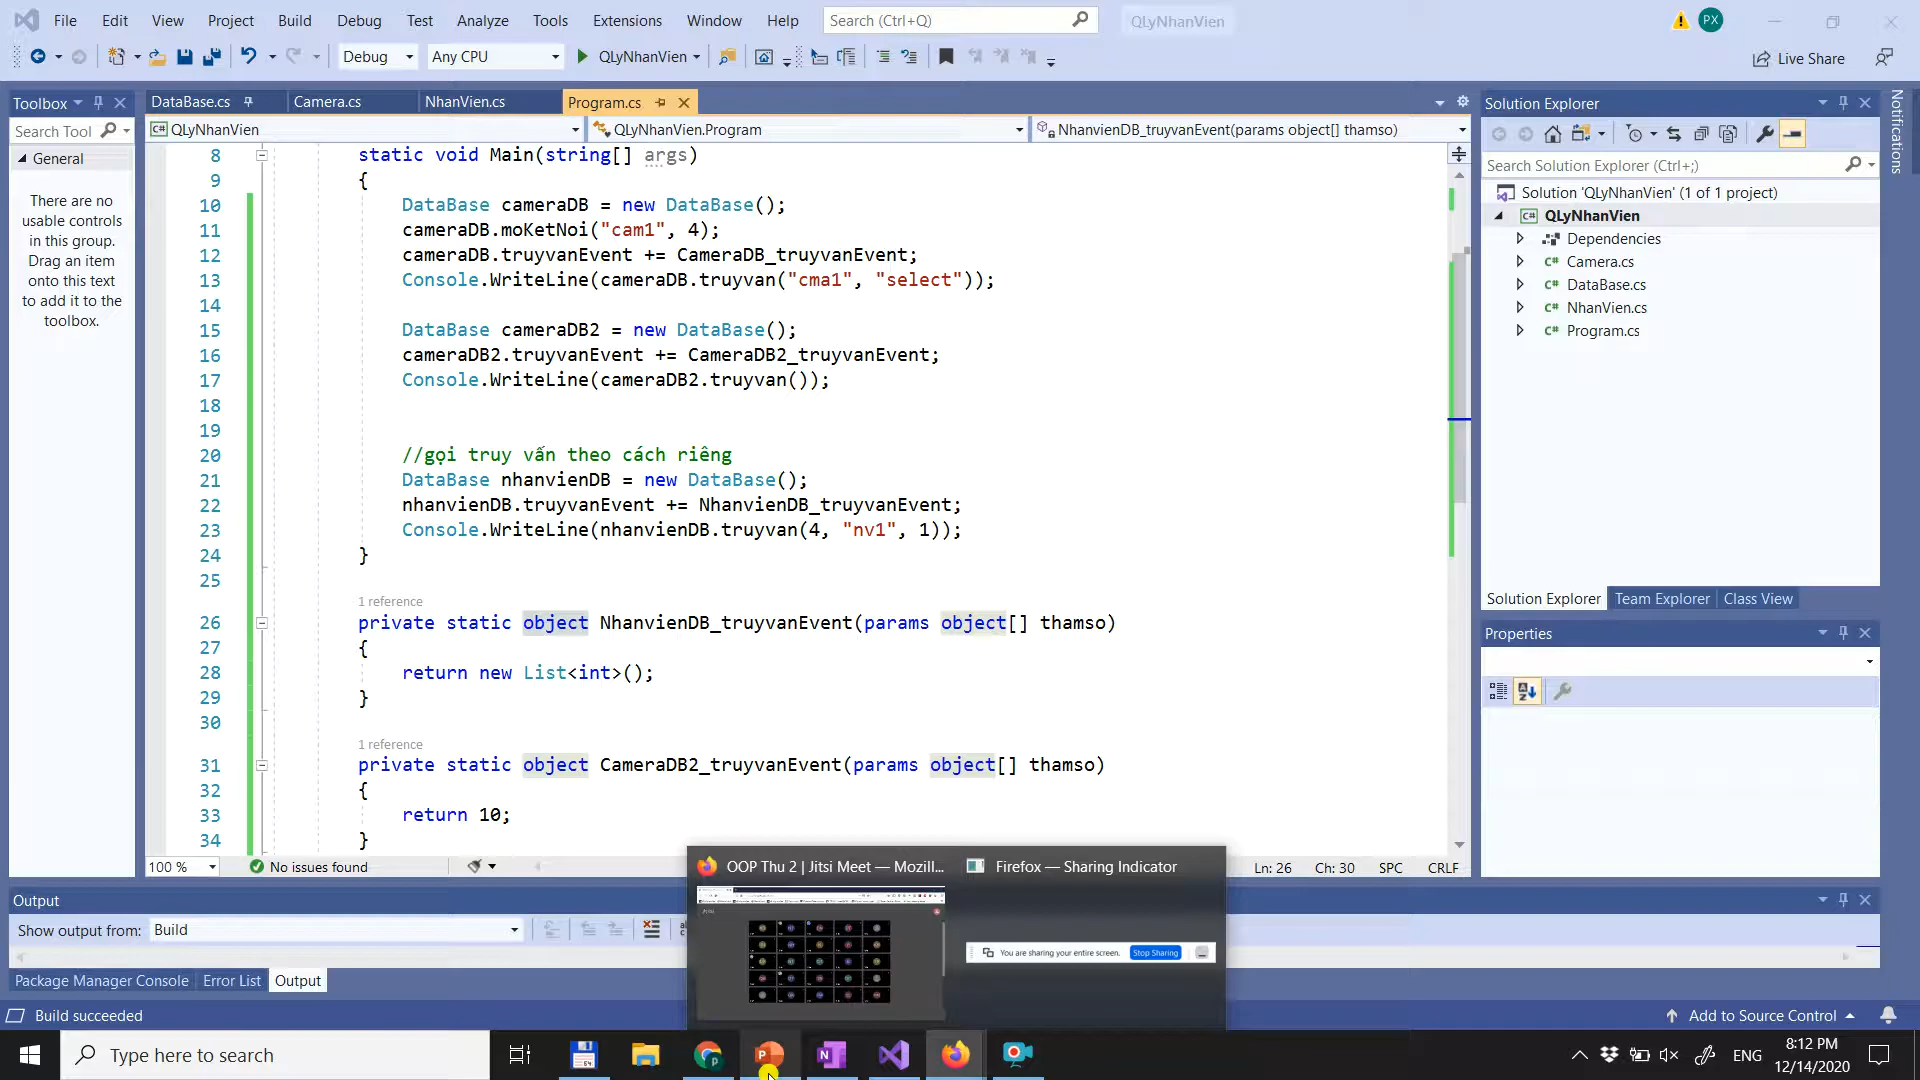 File Edit View Project Build Debug Test Analyze Tools Extensions Window Help Search (Ctrl+Q) QLyNhanVien PX
Debug Any CPU QLyNhanVien Live Share
Toolbox DataBase.cs Camera.cs NhanVien.cs Program.cs Solution Explorer
Search Tool QLyNhanVien QLyNhanVien.Program NhanvienDB_truyvanEvent(params object[] thamso)
General
There are no
usable controls
in this group.
Drag an item
onto this text
to add it to the
toolbox.
8 static void Main(string[] args)
9 {
10 DataBase cameraDB = new DataBase();
11 cameraDB.moKetNoi("cam1", 4);
12 cameraDB.truyvanEvent += CameraDB_truyvanEvent;
13 Console.WriteLine(cameraDB.truyvan("cma1", "select"));
14
15 DataBase cameraDB2 = new DataBase();
16 cameraDB2.truyvanEvent += CameraDB2_truyvanEvent;
17 Console.WriteLine(cameraDB2.truyvan());
18
19
20 //gọi truy vấn theo cách riêng
21 DataBase nhanvienDB = new DataBase();
22 nhanvienDB.truyvanEvent += NhanvienDB_truyvanEvent;
23 Console.WriteLine(nhanvienDB.truyvan(4, "nv1", 1));
24 }
25
1 reference
26 private static object NhanvienDB_truyvanEvent(params object[] thamso)
27 {
28 return new List<int>();
29 }
30
1 reference
31 private static object CameraDB2_truyvanEvent(params object[] thamso)
32 {
33 return 10;
34 }
100 % No issues found Ln: 26 Ch: 30 SPC CRLF
Search Solution Explorer (Ctrl+;)
Solution 'QLyNhanVien' (1 of 1 project)
QLyNhanVien
Dependencies
C# Camera.cs
C# DataBase.cs
C# NhanVien.cs
C# Program.cs
Solution Explorer Team Explorer Class View
Properties
Notifications
Output
Show output from: Build
Package Manager Console Error List Output
OOP Thu 2 | Jitsi Meet — Mozill... Firefox — Sharing Indicator
You are sharing your entire screen. Stop Sharing
Build succeeded Add to Source Control
Type here to search ENG 8:12 PM
12/14/2020